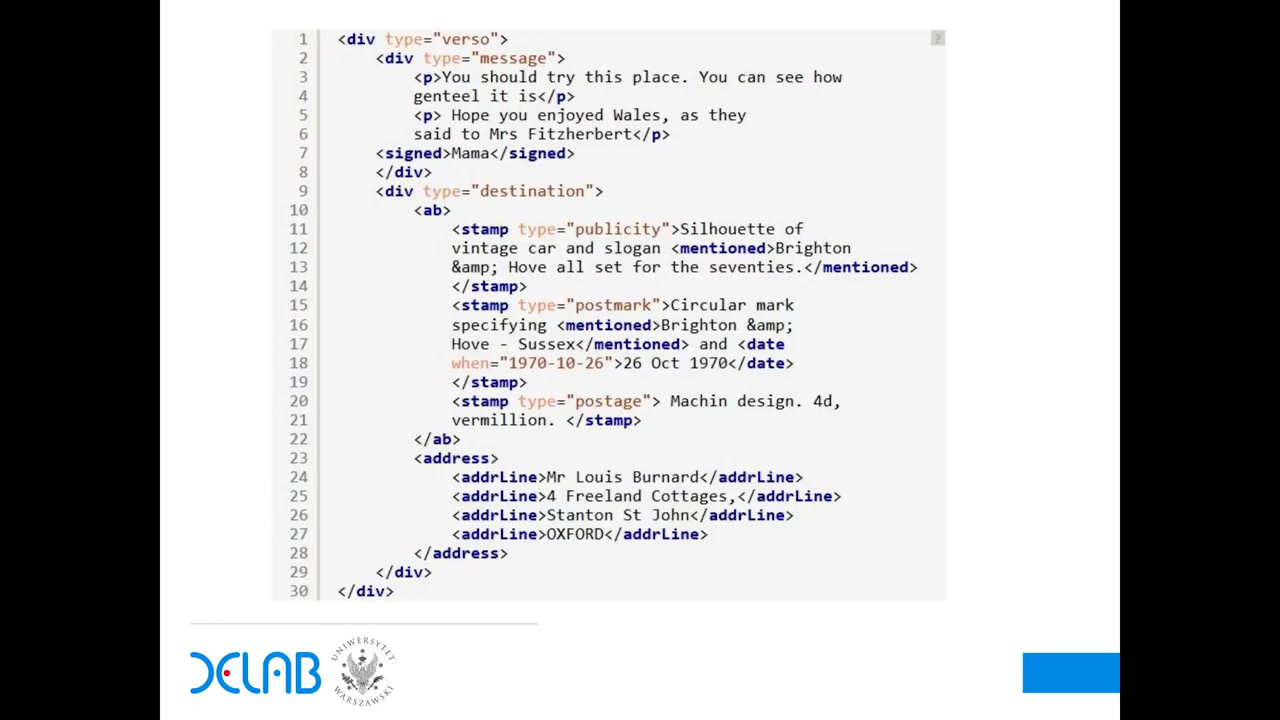 1 <div type="verso">
2 <div type="message">
3 <p>You should try this place. You can see how
4 genteel it is</p>
5 <p> Hope you enjoyed Wales, as they
6 said to Mrs Fitzherbert</p>
7 <signed>Mama</signed>
8 </div>
9 <div type="destination">
10 <ab>
11 <stamp type="publicity">Silhouette of
12 vintage car and slogan <mentioned>Brighton
13 &amp; Hove all set for the seventies.</mentioned>
14 </stamp>
15 <stamp type="postmark">Circular mark
16 specifying <mentioned>Brighton &amp;
17 Hove - Sussex</mentioned> and <date
18 when="1970-10-26">26 Oct 1970</date>
19 </stamp>
20 <stamp type="postage"> Machin design. 4d,
21 vermillion. </stamp>
22 </ab>
23 <address>
24 <addrLine>Mr Louis Burnard</addrLine>
25 <addrLine>4 Freeland Cottages,</addrLine>
26 <addrLine>Stanton St John</addrLine>
27 <addrLine>OXFORD</addrLine>
28 </address>
29 </div>
30 </div>
?
DELAB
UNIWERSYTET
WARSZAWSKI